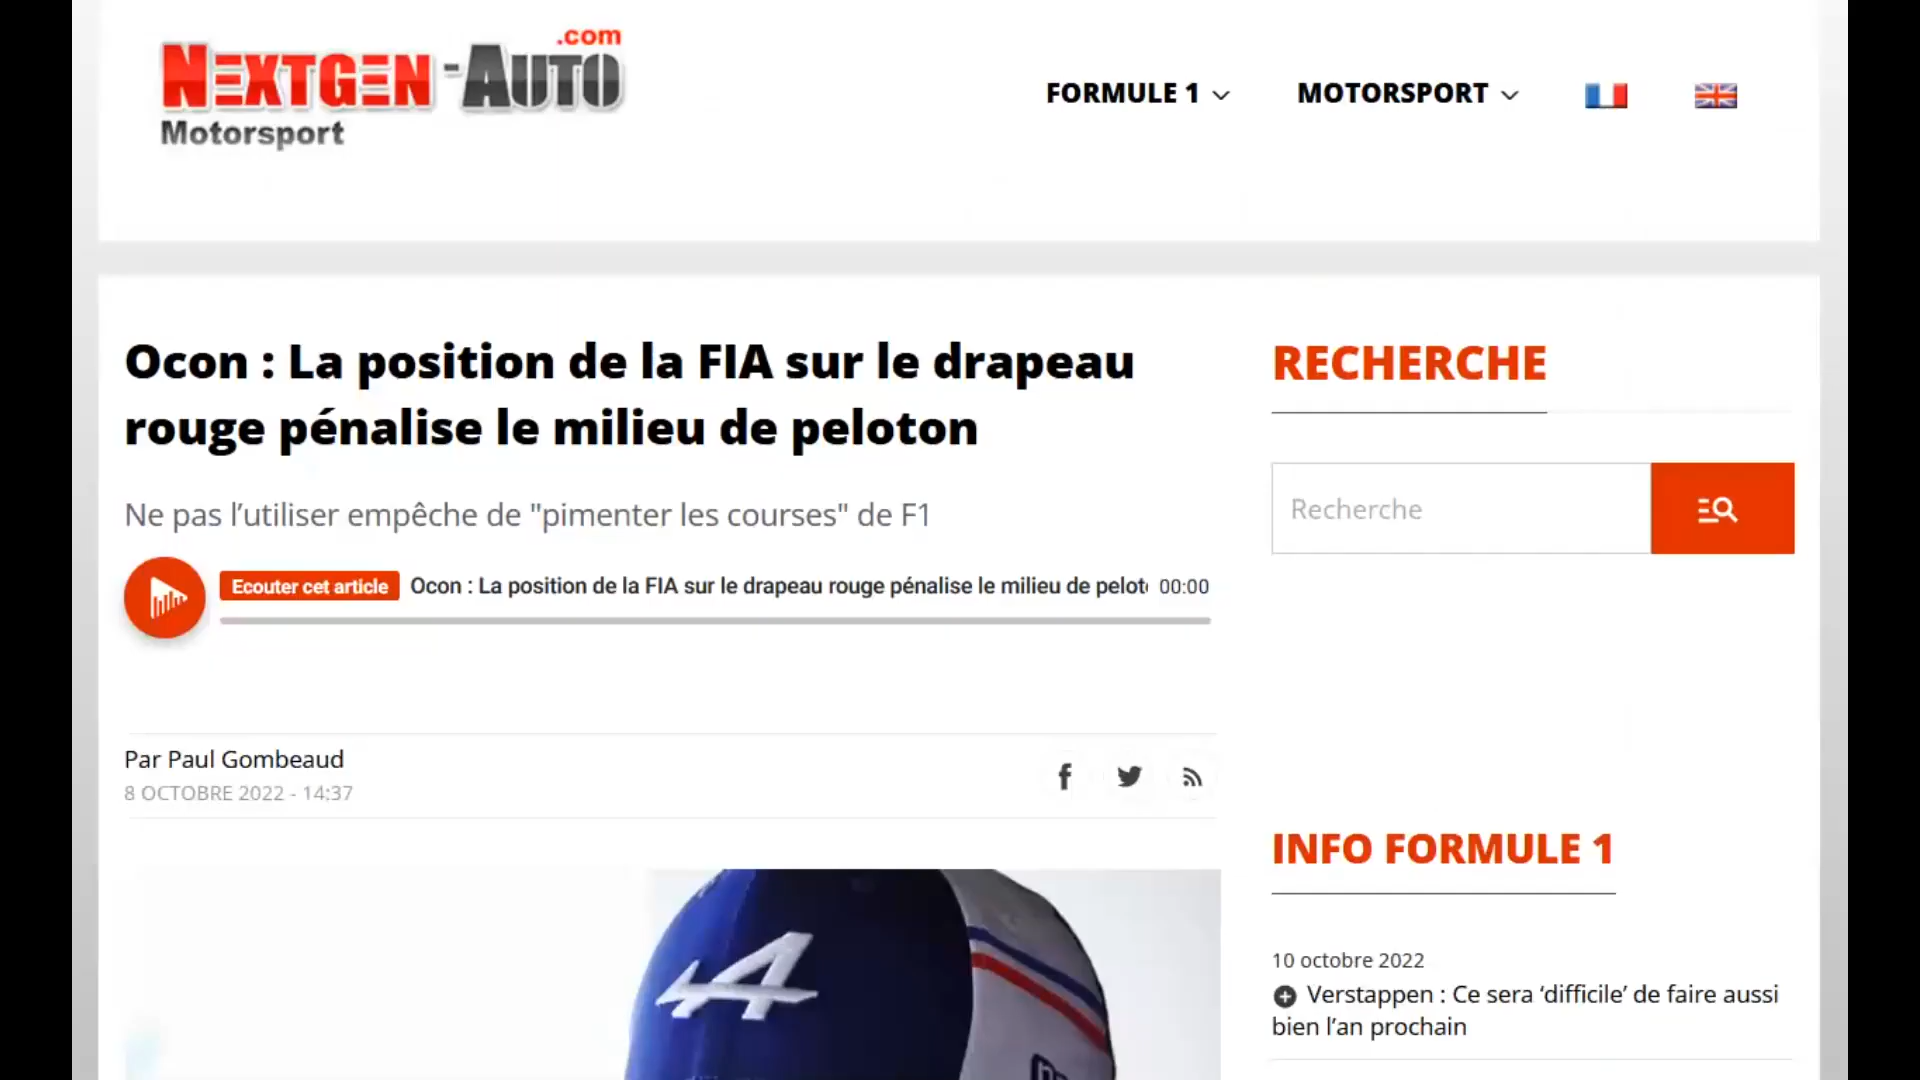 .com
NEXTGEN-AUTO
Motorsport
FORMULE 1
MOTORSPORT
Ocon : La position de la FIA sur le drapeau
rouge pénalise le milieu de peloton
Ne pas l’utiliser empêche de "pimenter les courses" de F1
Ecouter cet article
Ocon : La position de la FIA sur le drapeau rouge pénalise le milieu de pelot
00:00
Par Paul Gombeaud
8 OCTOBRE 2022 - 14:37
A
RECHERCHE
Recherche
INFO FORMULE 1
10 octobre 2022
Verstappen : Ce sera ‘difficile’ de faire aussi
bien l’an prochain